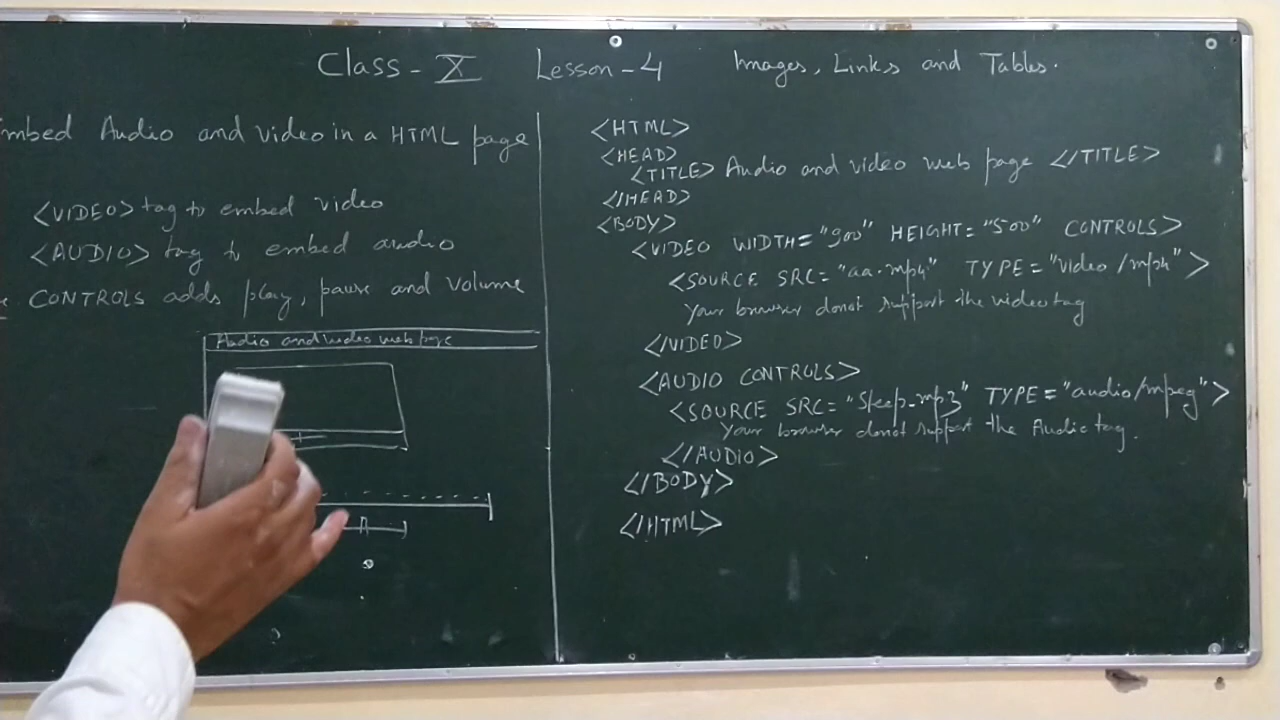 Class - X Lesson - 4 Images, Links and Tables.
mbed Audio and video in a HTML page
<VIDEO> tag to embed video
<AUDIO> tag to embed audio
CONTROLS adds play, pause and volume
Audio and video web page
<HTML>
<HEAD>
<TITLE> Audio and video web page </TITLE>
</HEAD>
<BODY>
<VIDEO WIDTH="900" HEIGHT="500" CONTROLS>
<SOURCE SRC="aa.mp4" TYPE="video/mp4">
Your browser donot support the video tag
</VIDEO>
<AUDIO CONTROLS>
<SOURCE SRC="Sleep.mp3" TYPE="audio/mpeg">
Your browser donot support the Audio tag.
</AUDIO>
</BODY>
</HTML>